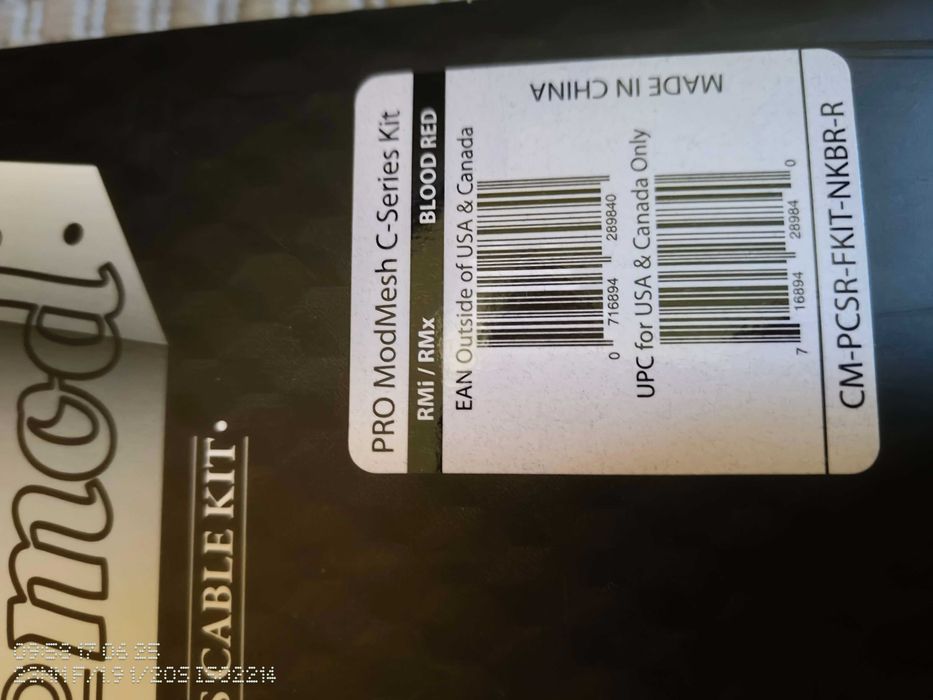 PRO ModMesh C-Series Kit
RMi / RMx BLOOD RED
EAN Outside of USA & Canada
0 716894 289840
UPC for USA & Canada Only
7 16894 28984 0
CM-PCSR-FKIT-NKBR-R
MADE IN CHINA
mod.
CABLE KIT.